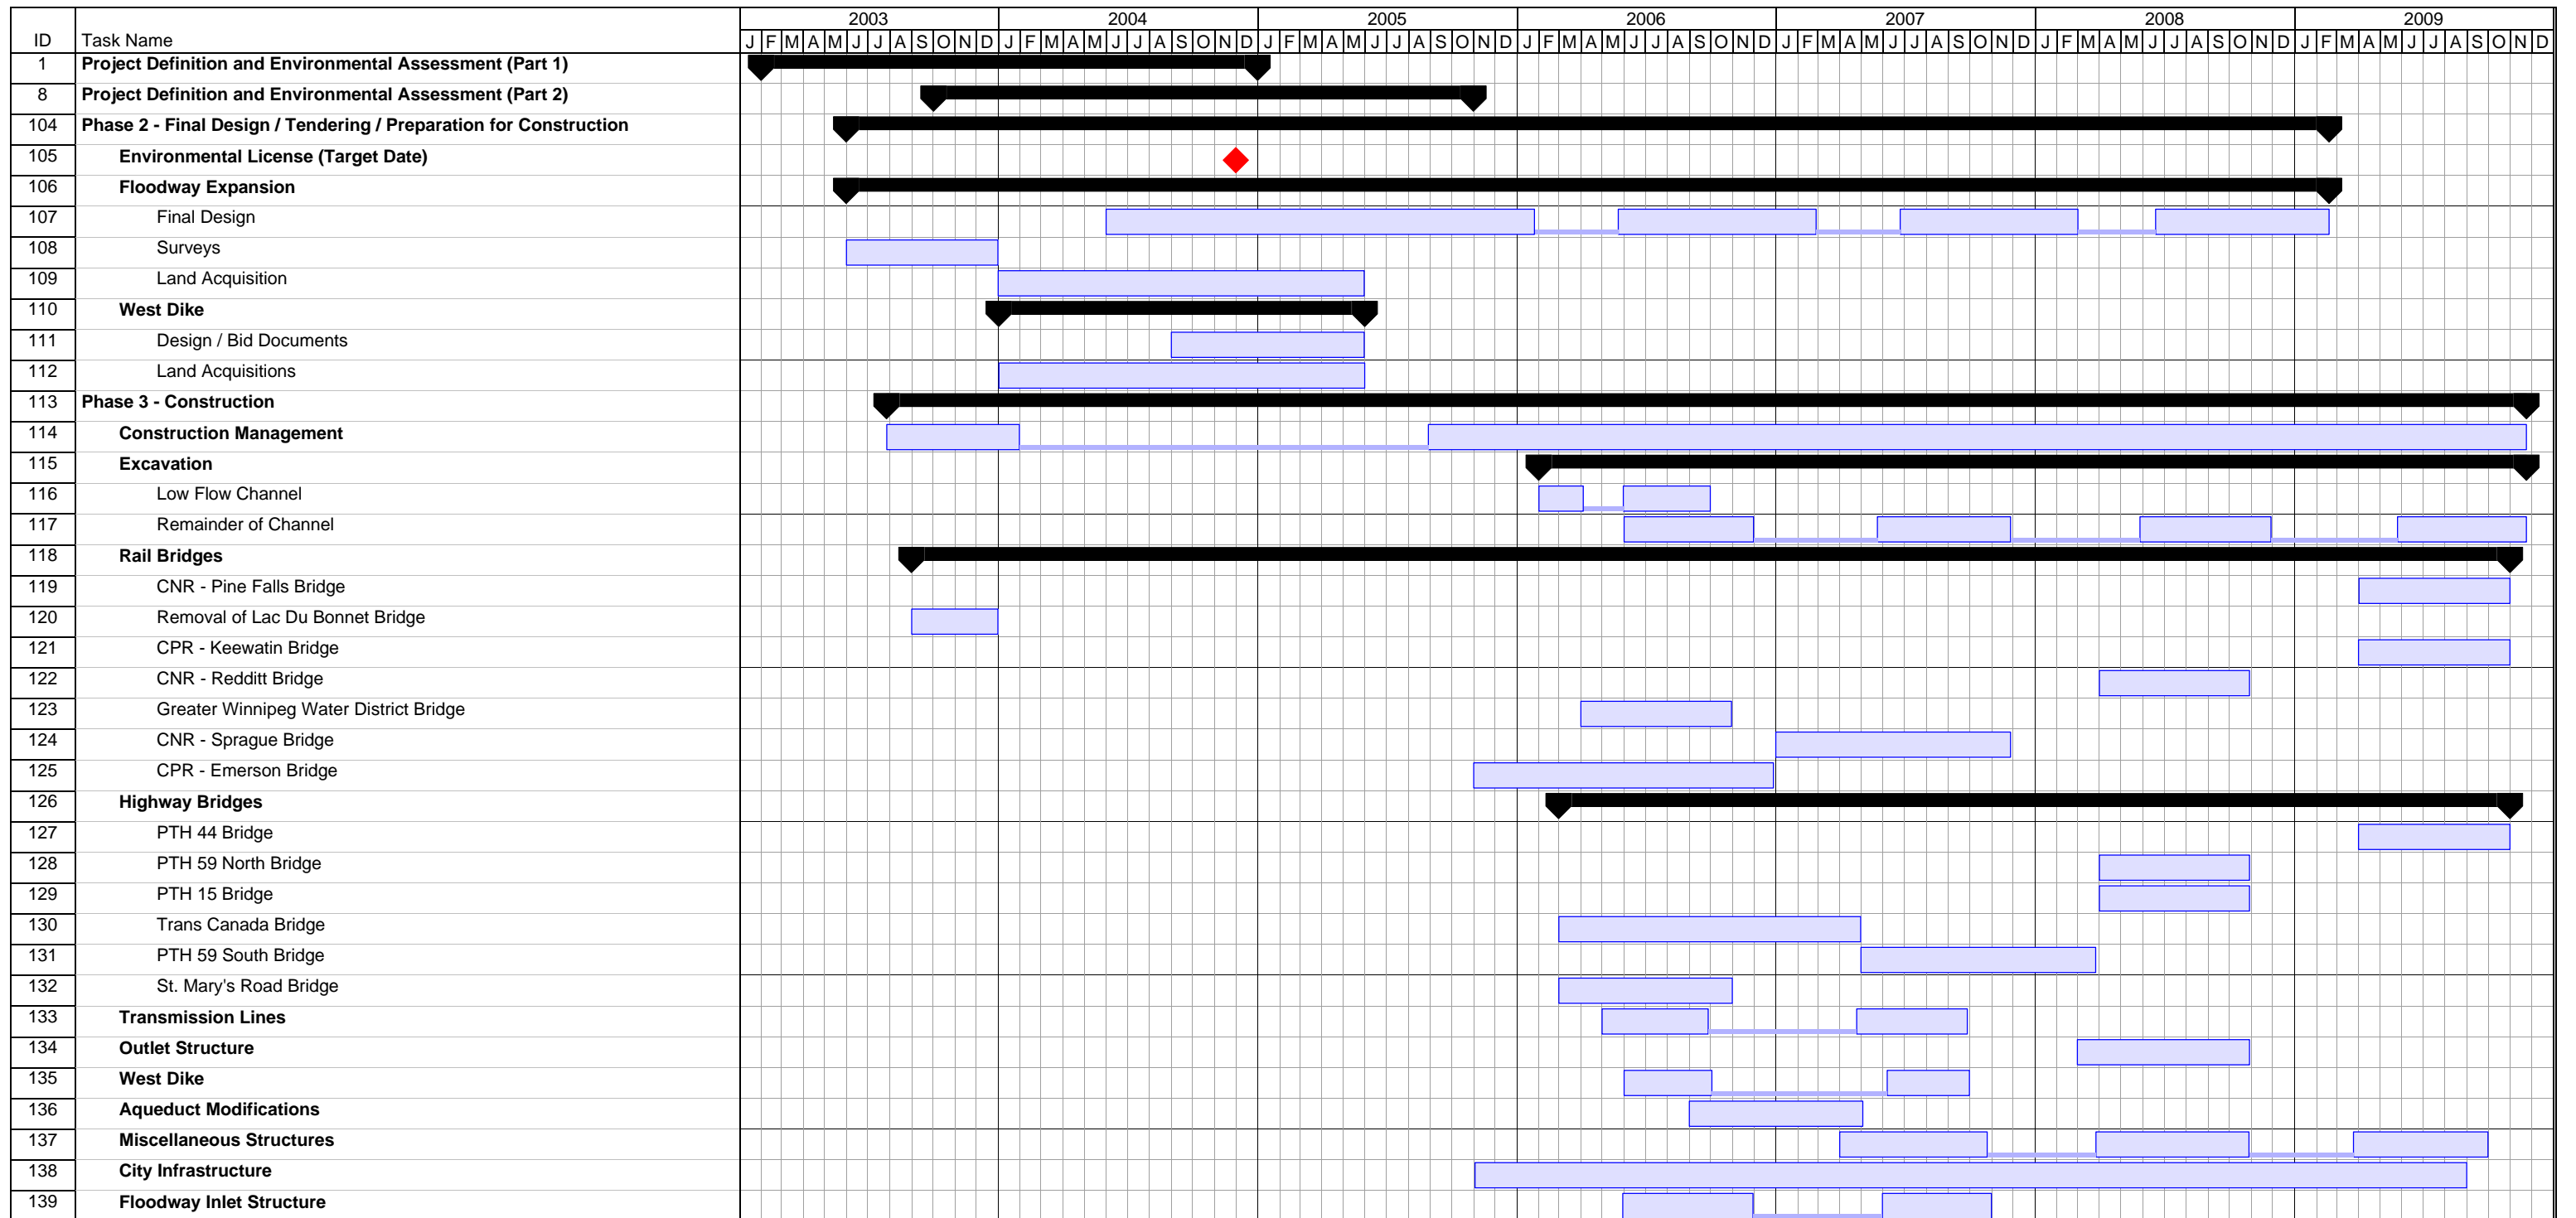 2003 2004 2005 2006 2007 2008 2009
ID Task Name J F M A M J J A S O N D J F M A M J J A S O N D J F M A M J J A S O N D J F M A M J J A S O N D J F M A M J J A S O N D J F M A M J J A S O N D J F M A M J J A S O N D
1 Project Definition and Environmental Assessment (Part 1)
8 Project Definition and Environmental Assessment (Part 2)
104 Phase 2 - Final Design / Tendering / Preparation for Construction
105 Environmental License (Target Date)
106 Floodway Expansion
107 Final Design
108 Surveys
109 Land Acquisition
110 West Dike
111 Design / Bid Documents
112 Land Acquisitions
113 Phase 3 - Construction
114 Construction Management
115 Excavation
116 Low Flow Channel
117 Remainder of Channel
118 Rail Bridges
119 CNR - Pine Falls Bridge
120 Removal of Lac Du Bonnet Bridge
121 CPR - Keewatin Bridge
122 CNR - Redditt Bridge
123 Greater Winnipeg Water District Bridge
124 CNR - Sprague Bridge
125 CPR - Emerson Bridge
126 Highway Bridges
127 PTH 44 Bridge
128 PTH 59 North Bridge
129 PTH 15 Bridge
130 Trans Canada Bridge
131 PTH 59 South Bridge
132 St. Mary's Road Bridge
133 Transmission Lines
134 Outlet Structure
135 West Dike
136 Aqueduct Modifications
137 Miscellaneous Structures
138 City Infrastructure
139 Floodway Inlet Structure